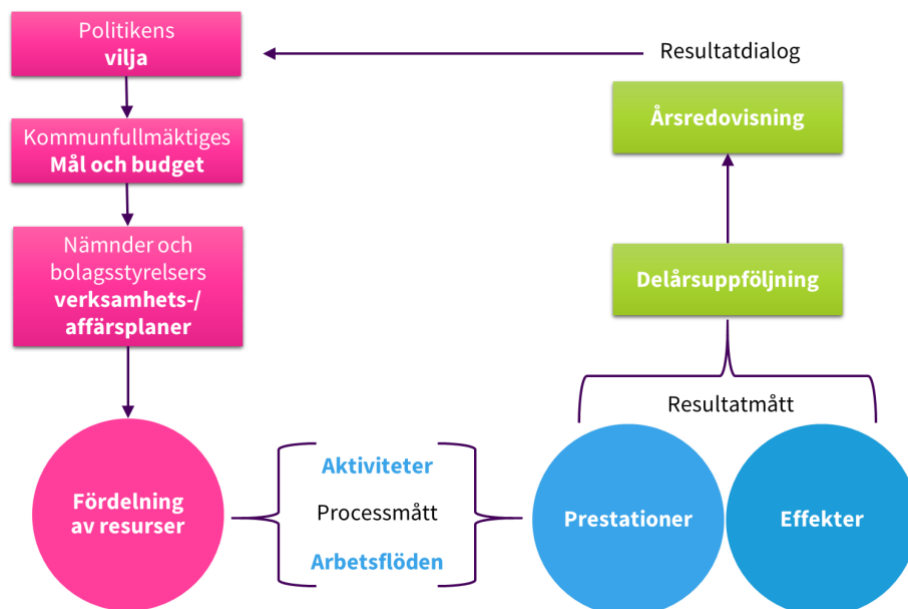 Politikens
vilja
Kommunfullmäktiges
Mål och budget
Nämnder och
bolagsstyrelsers
verksamhets-/
affärsplaner
Fördelning
av resurser
Aktiviteter
Processmått
Arbetsflöden
Prestationer
Effekter
Resultatmått
Delårsuppföljning
Årsredovisning
Resultatdialog